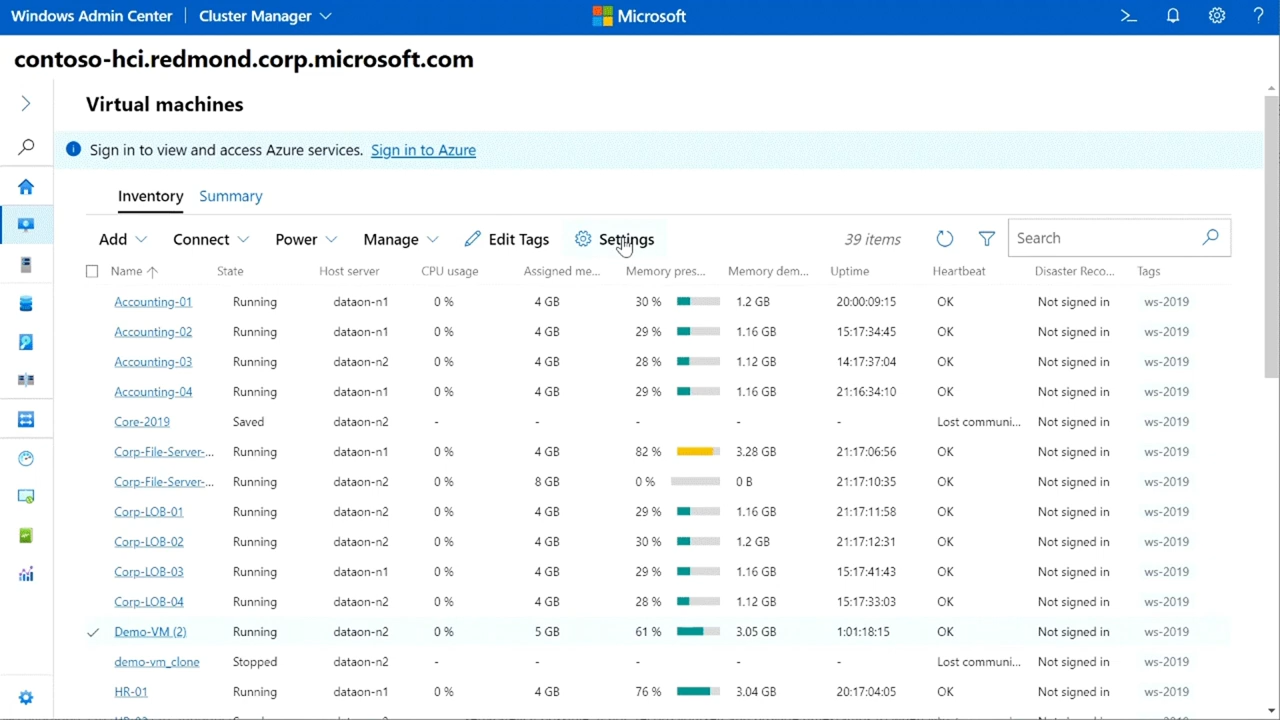 Windows Admin Center Cluster Manager Microsoft
contoso-hci.redmond.corp.microsoft.com
Virtual machines
Sign in to view and access Azure services. Sign in to Azure
Inventory Summary
Add Connect Power Manage Edit Tags Settings 39 items Search
Name State Host server CPU usage Assigned me... Memory pres... Memory dem... Uptime Heartbeat Disaster Reco... Tags
Accounting-01 Running dataon-n1 0 % 4 GB 30 % 1.2 GB 20:00:09:15 OK Not signed in ws-2019
Accounting-02 Running dataon-n1 0 % 4 GB 29 % 1.16 GB 15:17:34:45 OK Not signed in ws-2019
Accounting-03 Running dataon-n2 0 % 4 GB 28 % 1.12 GB 14:17:37:04 OK Not signed in ws-2019
Accounting-04 Running dataon-n1 0 % 4 GB 29 % 1.16 GB 21:16:34:10 OK Not signed in ws-2019
Core-2019 Saved dataon-n2 - - - - - Lost communi... Not signed in ws-2019
Corp-File-Server-... Running dataon-n1 0 % 4 GB 82 % 3.28 GB 21:17:06:56 OK Not signed in ws-2019
Corp-File-Server-... Running dataon-n2 0 % 8 GB 0 % 0 B 21:17:10:35 OK Not signed in ws-2019
Corp-LOB-01 Running dataon-n2 0 % 4 GB 29 % 1.16 GB 21:17:11:58 OK Not signed in ws-2019
Corp-LOB-02 Running dataon-n2 0 % 4 GB 30 % 1.2 GB 21:17:12:31 OK Not signed in ws-2019
Corp-LOB-03 Running dataon-n1 0 % 4 GB 29 % 1.16 GB 15:17:41:43 OK Not signed in ws-2019
Corp-LOB-04 Running dataon-n2 0 % 4 GB 28 % 1.12 GB 15:17:33:03 OK Not signed in ws-2019
Demo-VM (2) Running dataon-n2 0 % 5 GB 61 % 3.05 GB 1:01:18:15 OK Not signed in ws-2019
demo-vm_clone Stopped dataon-n2 - - - - - Lost communi... Not signed in ws-2019
HR-01 Running dataon-n1 0 % 4 GB 76 % 3.04 GB 20:17:04:05 OK Not signed in ws-2019